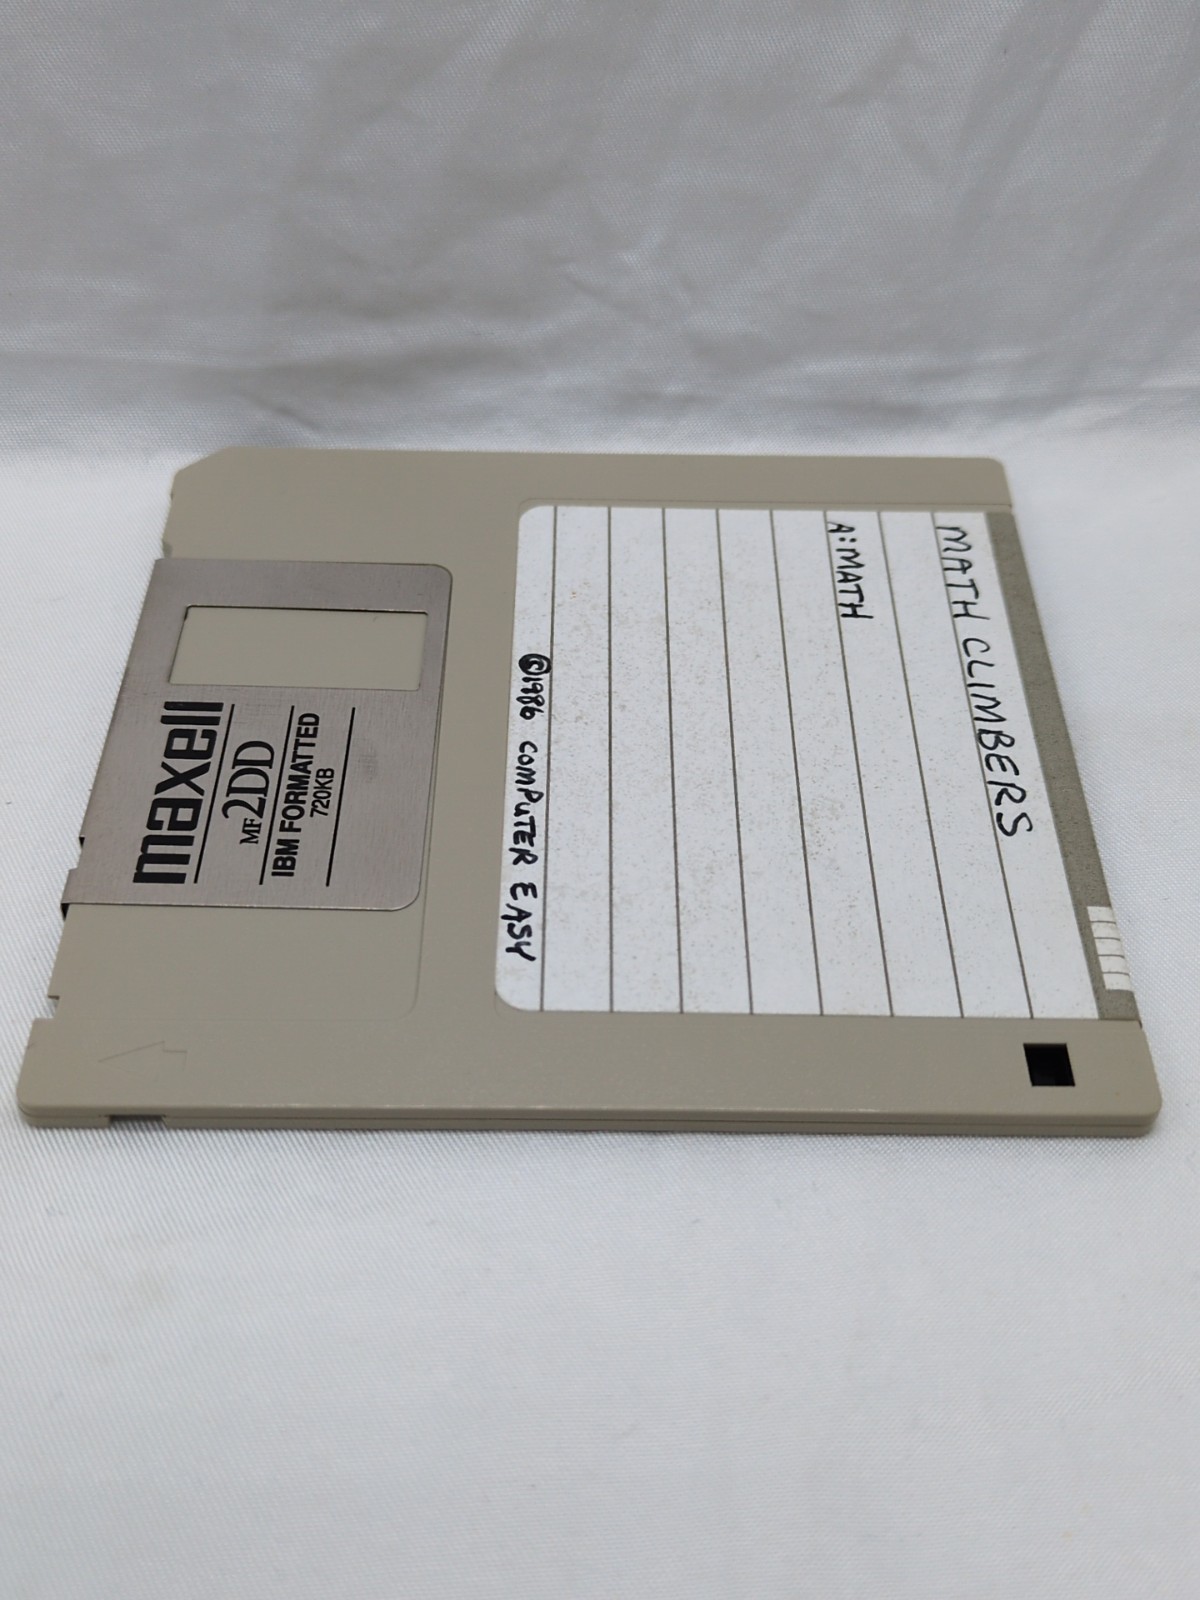 MATH CLIMBERS
A:MATH
©1986 COMPUTER EASY
maxell
MF2DD
IBM FORMATTED
720KB